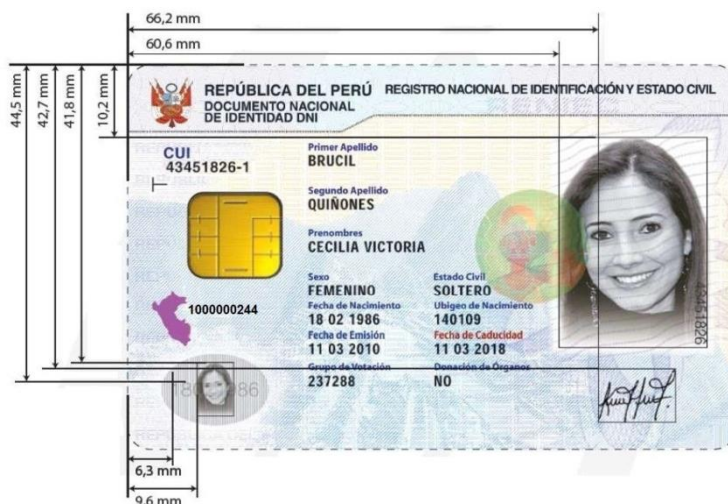 66,2 mm
60,6 mm
44,5 mm
42,7 mm
41,8 mm
10,2 mm
REPÚBLICA DEL PERÚ REGISTRO NACIONAL DE IDENTIFICACIÓN Y ESTADO CIVIL
DOCUMENTO NACIONAL
DE IDENTIDAD DNI
RENIEC
CUI
43451826-1
Primer Apellido
BRUCIL
Segundo Apellido
QUIÑONES
Prenombres
CECILIA VICTORIA
Sexo Estado Civil
FEMENINO SOLTERO
1000000244
Fecha de Nacimiento Ubigeo de Nacimiento
18 02 1986 140109
Fecha de Emisión Fecha de Caducidad
11 03 2010 11 03 2018
Grupo de Votación Donación de Órganos
237288 NO
43451826
6,3 mm
9,6 mm